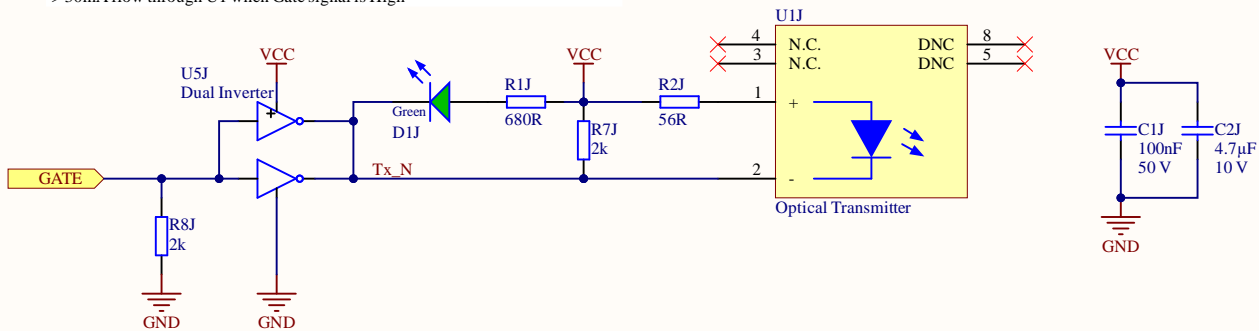 U1J
VCC
U5J
Dual Inverter
Green
D1J
R1J
680R
VCC
R7J
2k
R2J
56R
4 N.C. DNC 8
3 N.C. DNC 5
1 +
2 -
Optical Transmitter
+
Tx_N
GATE
R8J
2k
GND
GND
VCC
C1J
100nF
50 V
C2J
4.7µF
10 V
GND